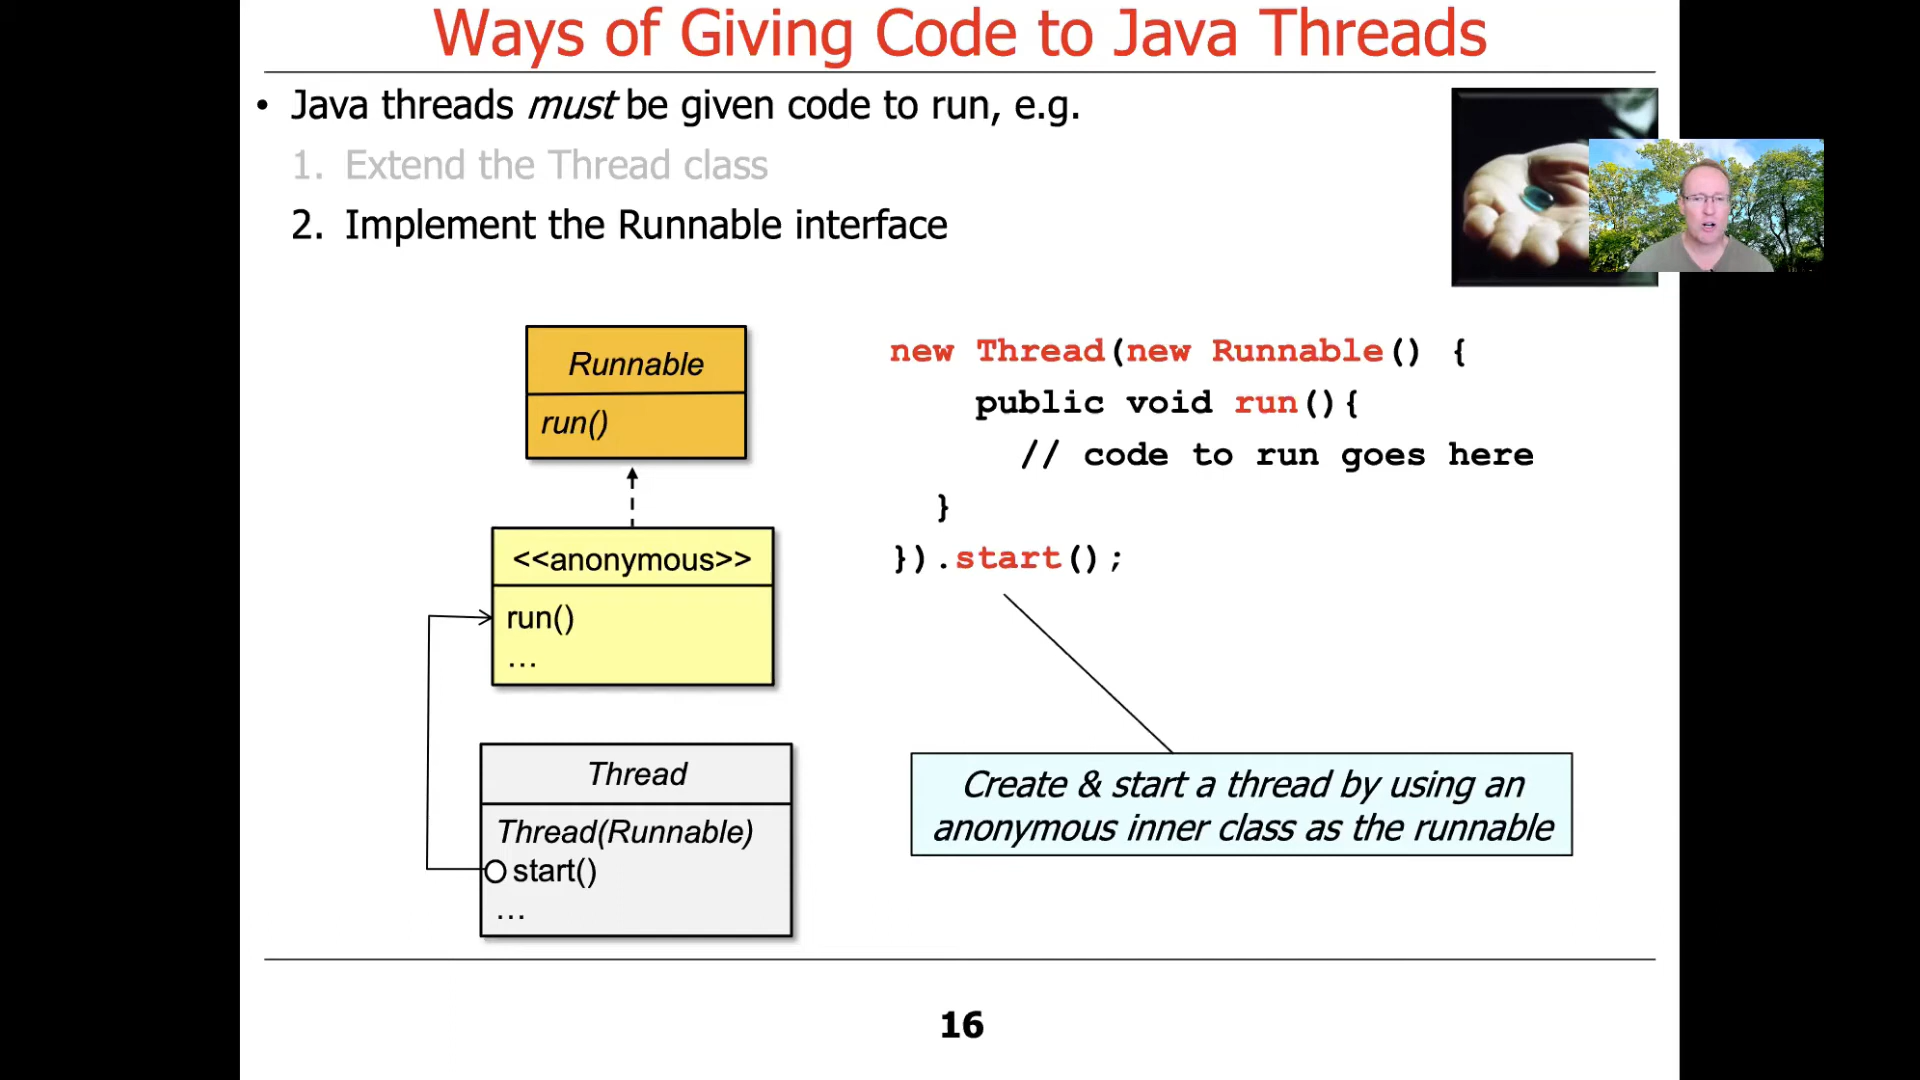 Ways of Giving Code to Java Threads
• Java threads must be given code to run, e.g.
1. Extend the Thread class
2. Implement the Runnable interface
Runnable
run()
<<anonymous>>
run()
...
Thread
Thread(Runnable)
start()
...
new Thread(new Runnable() {
public void run(){
// code to run goes here
}
}).start();
Create & start a thread by using an
anonymous inner class as the runnable
16